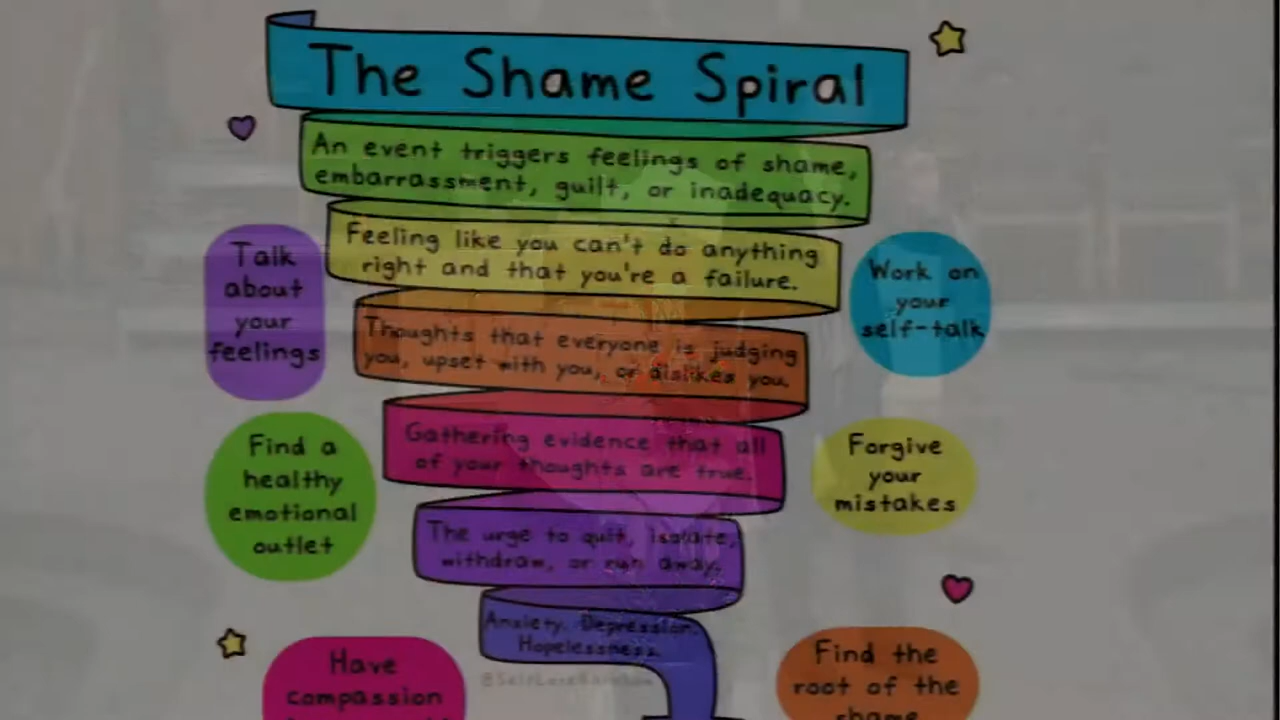 The Shame Spiral
An event triggers feelings of shame,
embarrassment, guilt, or inadequacy.
Feeling like you can't do anything
right and that you're a failure.
Thoughts that everyone is judging
you, upset with you, or dislikes you.
Gathering evidence that all
of your thoughts are true.
The urge to quit, isolate,
withdraw, or run away.
Anxiety. Depression.
Hopelessness.
Talk
about
your
feelings
Find a
healthy
emotional
outlet
Have
compassion
Work on
your
self-talk
Forgive
your
mistakes
Find the
root of the
shame